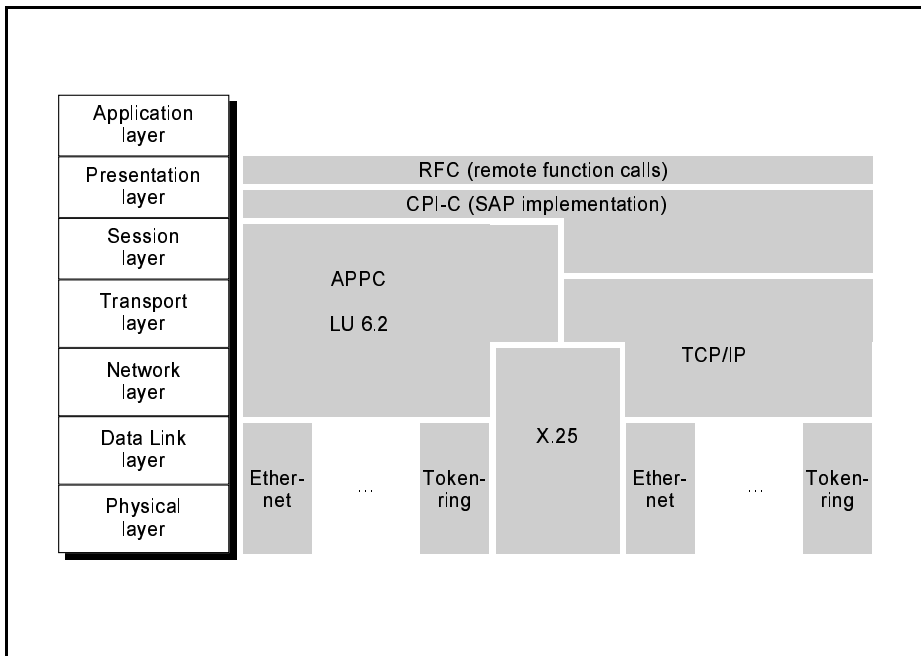 Application
layer
Presentation
layer
Session
layer
Transport
layer
Network
layer
Data Link
layer
Physical
layer
RFC (remote function calls)
CPI-C (SAP implementation)
APPC
LU 6.2
TCP/IP
X.25
Ether-
net
...
Token-
ring
Ether-
net
...
Token-
ring